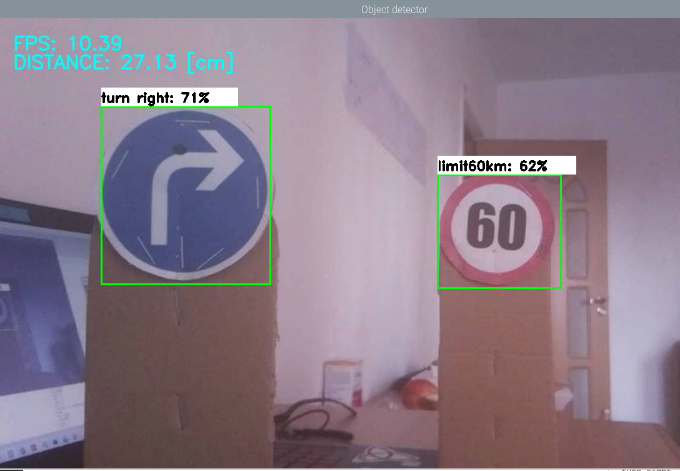 Object detector
FPS: 10.39
DISTANCE: 27.13 [cm]
turn right: 71%
limit60km: 62%
60